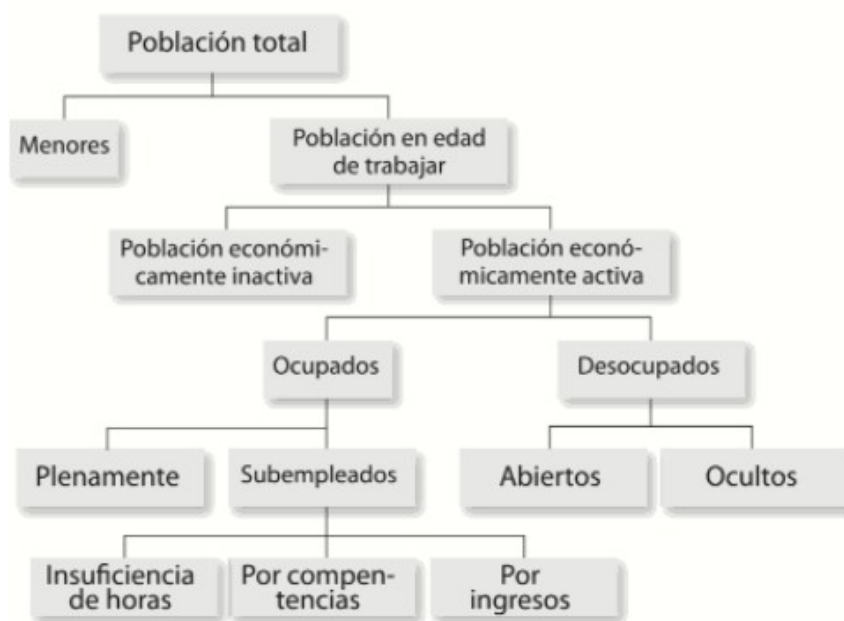 Población total
Menores
Población en edad
de trabajar
Población económi-
camente inactiva
Población econó-
micamente activa
Ocupados
Desocupados
Plenamente
Subempleados
Abiertos
Ocultos
Insuficiencia
de horas
Por compen-
tencias
Por
ingresos